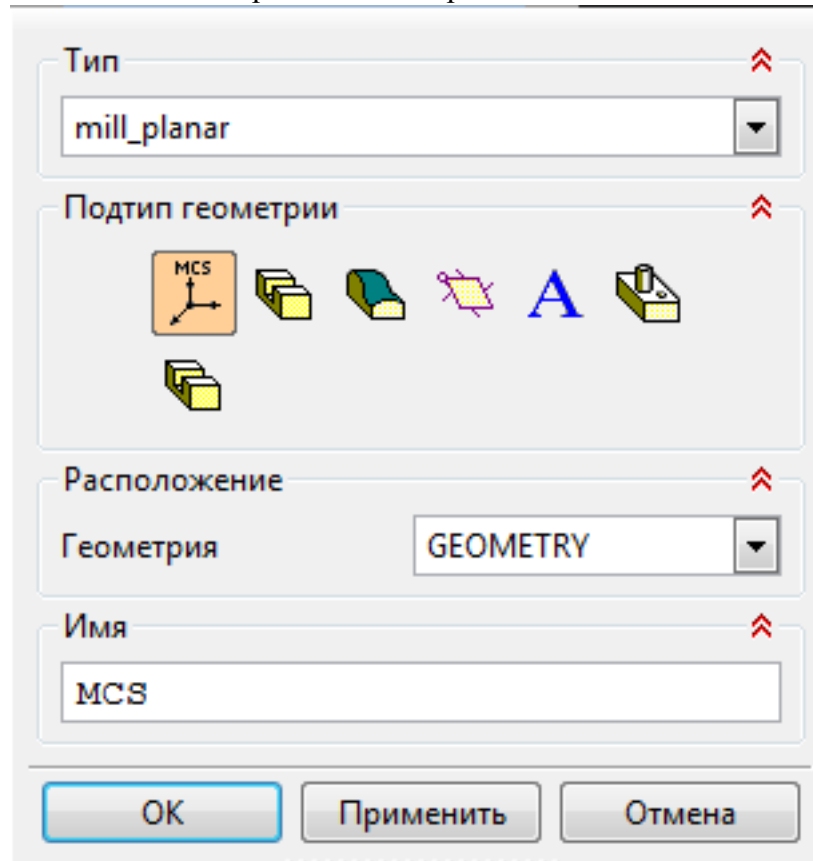 Тип
mill_planar
Подтип геометрии
MCS
A
Расположение
Геометрия GEOMETRY
Имя
MCS
OK Применить Отмена